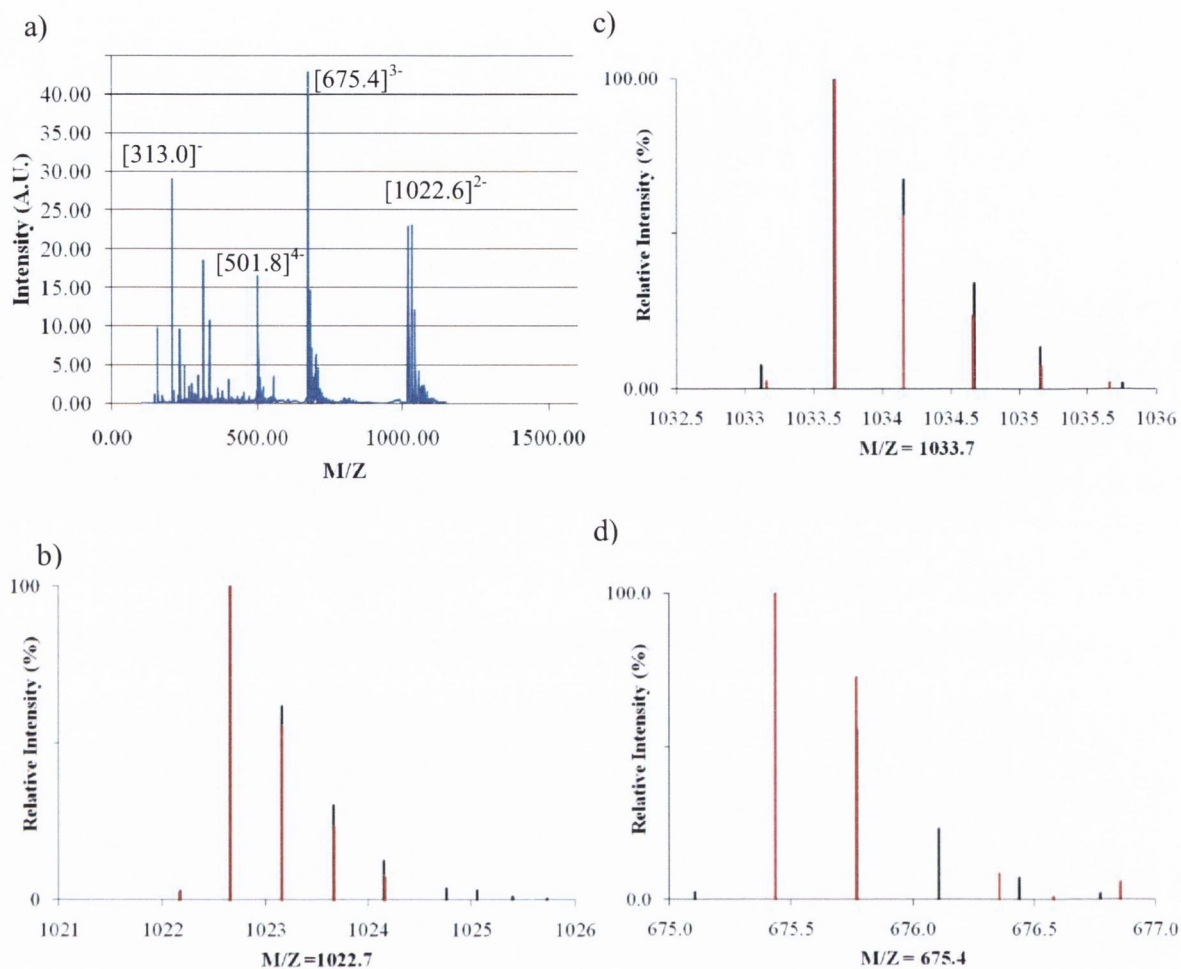 a)
[675.4]3-
[313.0]-
[1022.6]2-
[501.8]4-
Intensity (A.U.)
40.00
35.00
30.00
25.00
20.00
15.00
10.00
5.00
0.00
0.00 500.00 1000.00 1500.00
M/Z
c)
Relative Intensity (%)
100.00
0.00
1032.5 1033 1033.5 1034 1034.5 1035 1035.5 1036
M/Z = 1033.7
b)
Relative Intensity (%)
100
0
1021 1022 1023 1024 1025 1026
M/Z=1022.7
d)
Relative Intensity (%)
100.0
0.0
675.0 675.5 676.0 676.5 677.0
M/Z = 675.4